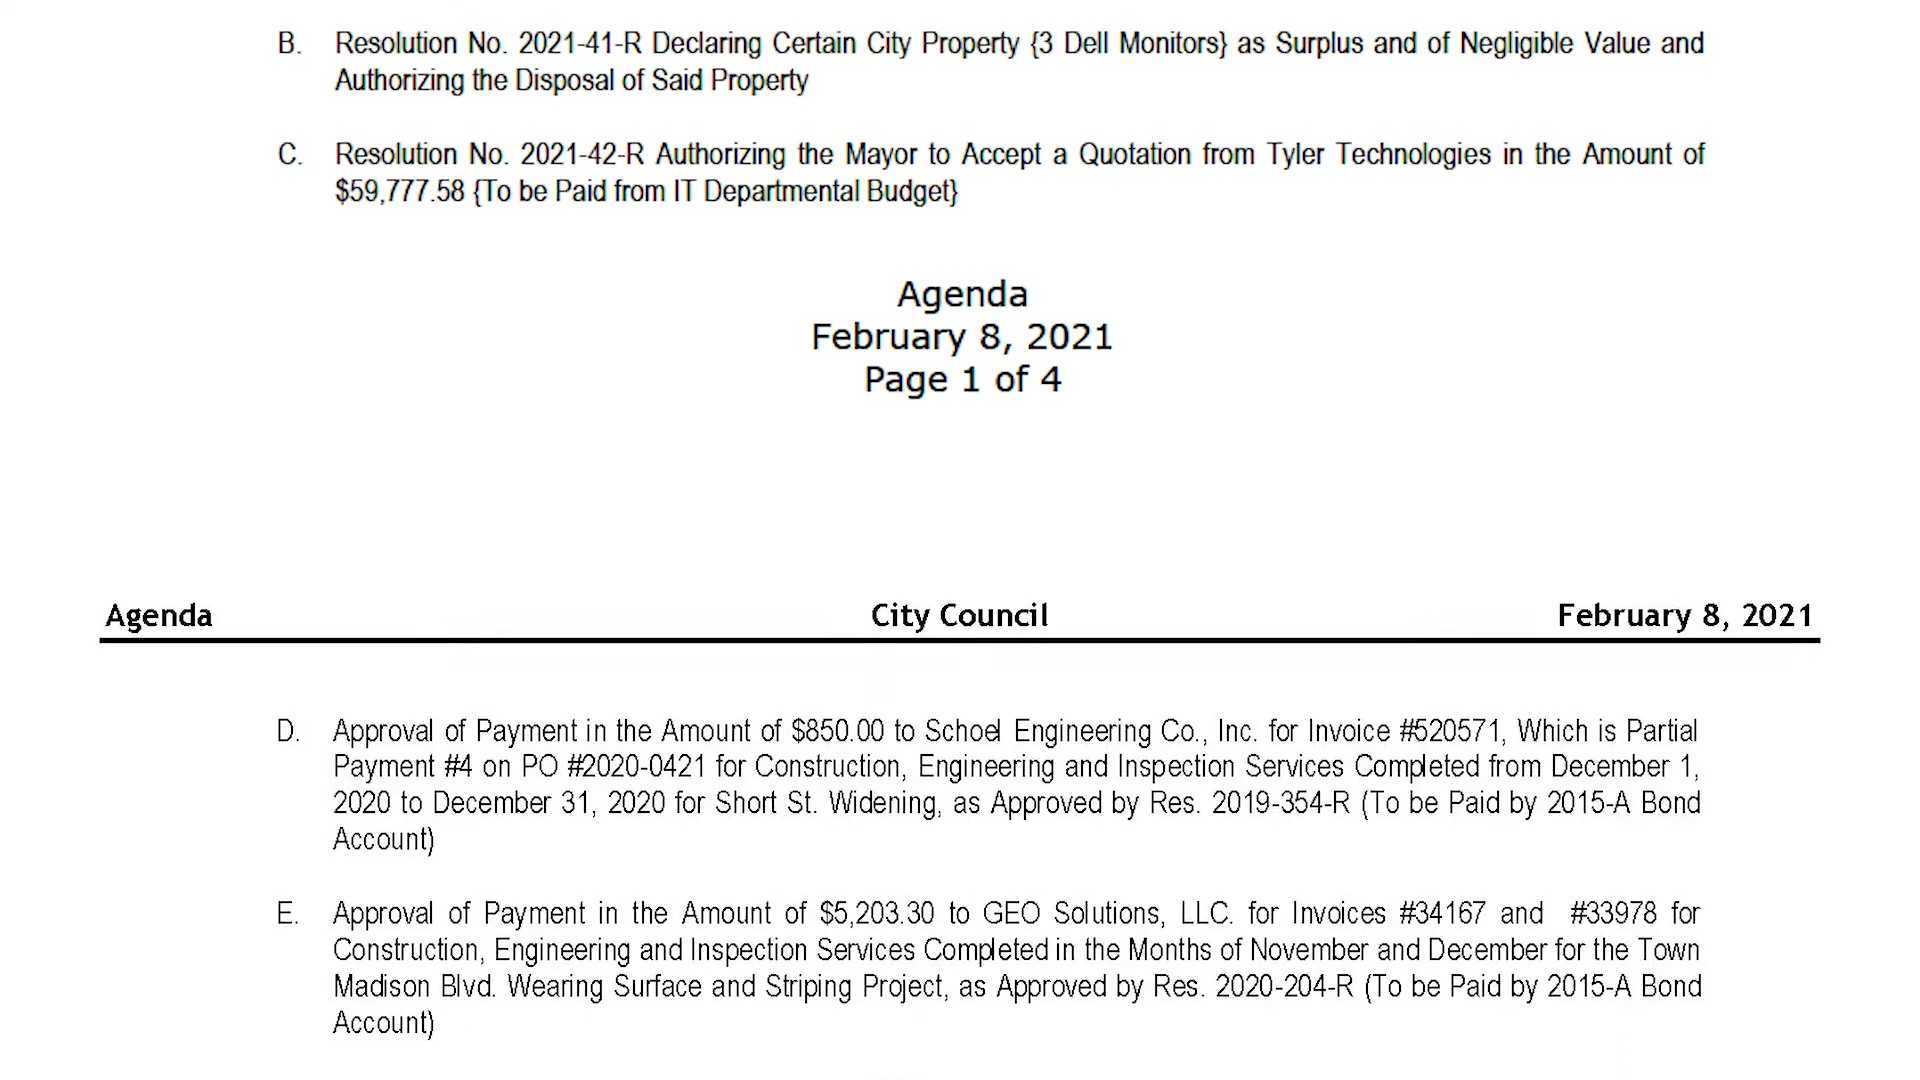 B. Resolution No. 2021-41-R Declaring Certain City Property {3 Dell Monitors} as Surplus and of Negligible Value and
Authorizing the Disposal of Said Property
C. Resolution No. 2021-42-R Authorizing the Mayor to Accept a Quotation from Tyler Technologies in the Amount of
$59,777.58 {To be Paid from IT Departmental Budget}
Agenda
February 8, 2021
Page 1 of 4
Agenda City Council February 8, 2021
D. Approval of Payment in the Amount of $850.00 to Schoel Engineering Co., Inc. for Invoice #520571, Which is Partial
Payment #4 on PO #2020-0421 for Construction, Engineering and Inspection Services Completed from December 1,
2020 to December 31, 2020 for Short St. Widening, as Approved by Res. 2019-354-R (To be Paid by 2015-A Bond
Account)
E. Approval of Payment in the Amount of $5,203.30 to GEO Solutions, LLC. for Invoices #34167 and #33978 for
Construction, Engineering and Inspection Services Completed in the Months of November and December for the Town
Madison Blvd. Wearing Surface and Striping Project, as Approved by Res. 2020-204-R (To be Paid by 2015-A Bond
Account)